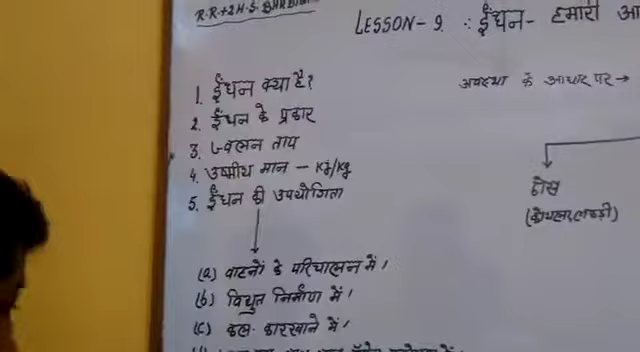 R.R.+2 H.S.
LESSON-9. : ईंधन- हमारी आ
1. ईंधन क्या है?
2. ईंधन के प्रकार
3. ज्वलन ताप
4. उष्मीय मान - KJ/Kg
5. ईंधन की उपयोगिता
(a) वाहनों के परिचालन में।
(b) विद्युत निर्माण में।
(c) कल-कारखाने में।
अवस्था के आधार पर →
ठोस
(कोयला, लकड़ी)